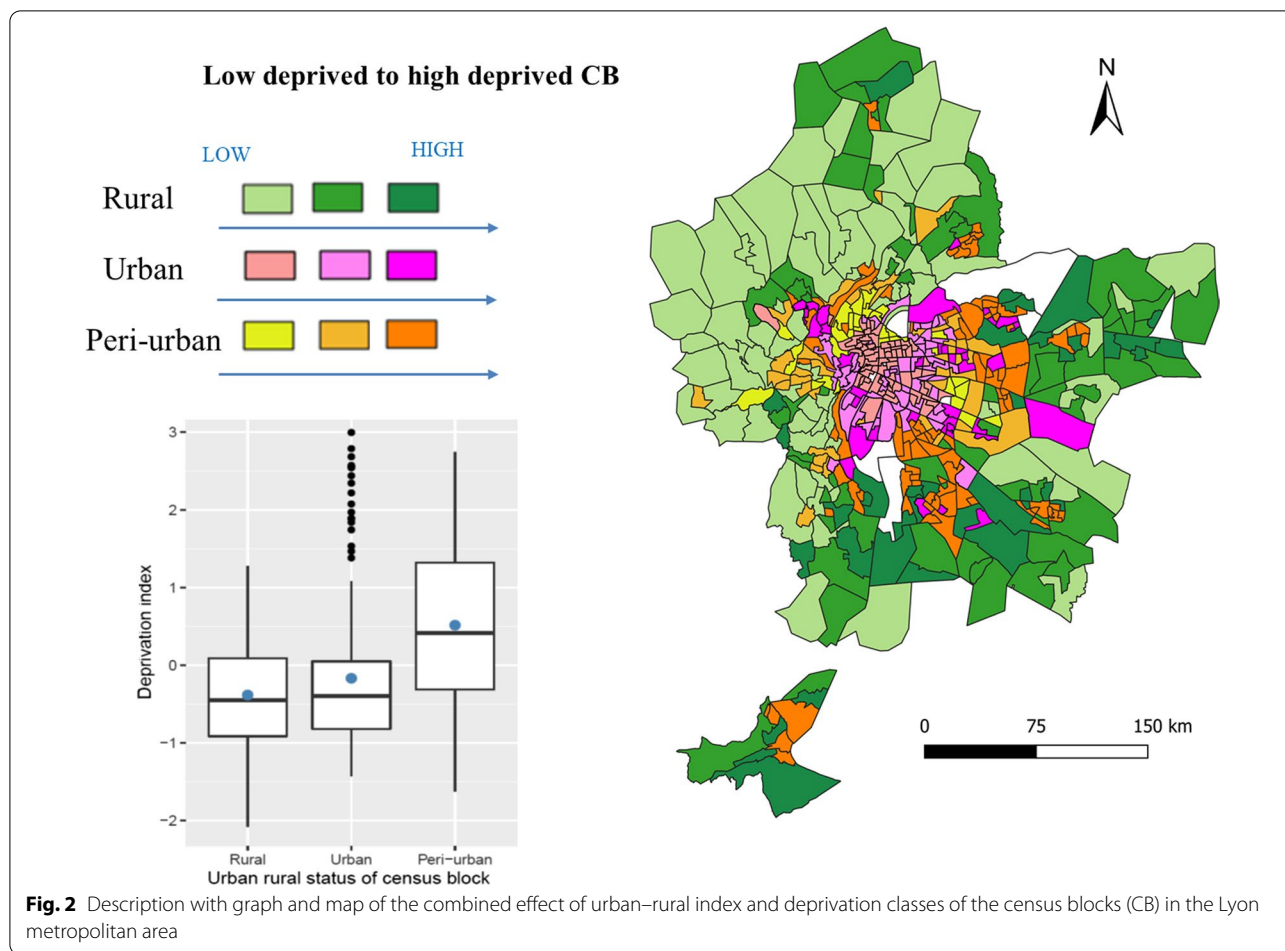 Low deprived to high deprived CB
LOW HIGH
Rural
Urban
Peri-urban
N
0 75 150 km
3
2
1
0
−1
−2
Deprivation index
Rural Urban Peri−urban
Urban rural status of census block
Fig. 2 Description with graph and map of the combined effect of urban–rural index and deprivation classes of the census blocks (CB) in the Lyon
metropolitan area